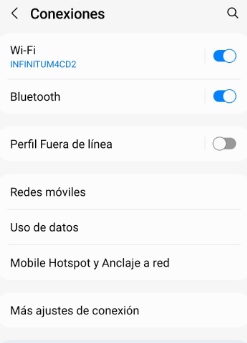 Conexiones
Wi-Fi
INFINITUM4CD2
Bluetooth
Perfil Fuera de línea
Redes móviles
Uso de datos
Mobile Hotspot y Anclaje a red
Más ajustes de conexión